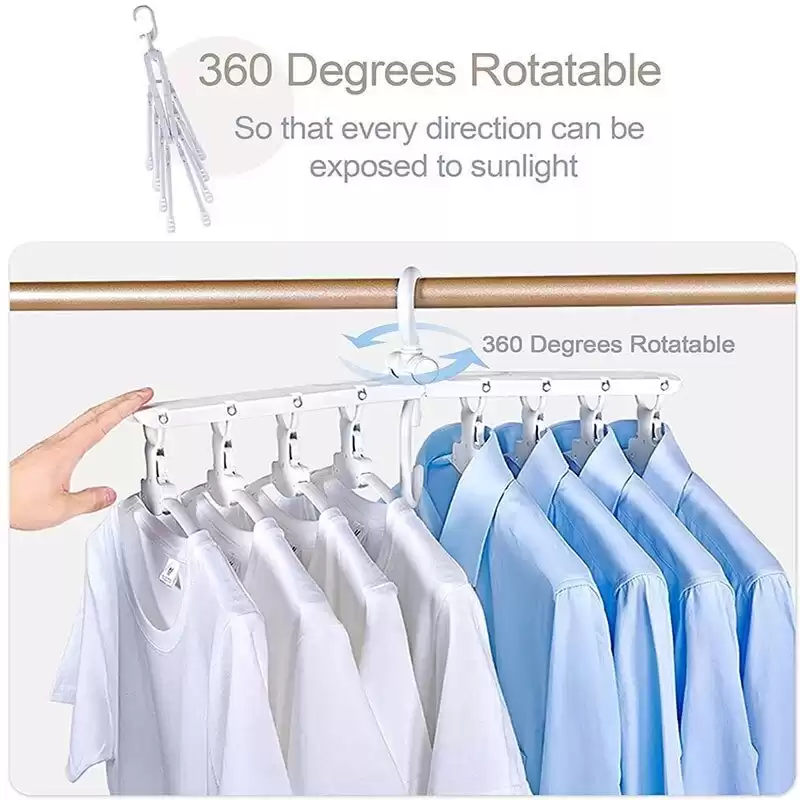 360 Degrees Rotatable
So that every direction can be
exposed to sunlight
360 Degrees Rotatable